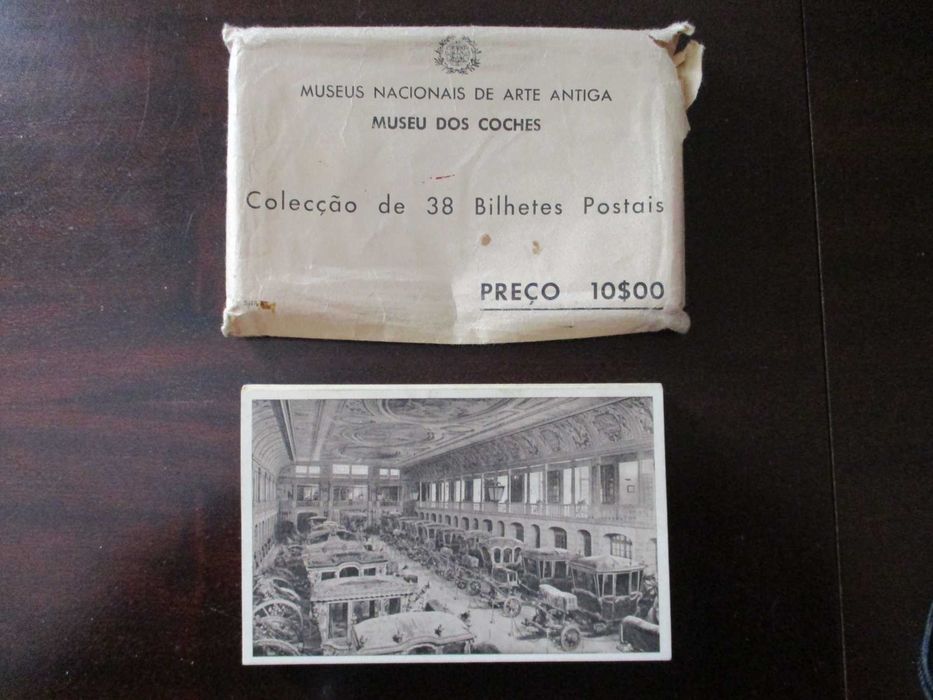 MUSEUS NACIONAIS DE ARTE ANTIGA
MUSEU DOS COCHES
Colecção de 38 Bilhetes Postais
PREÇO 10$00